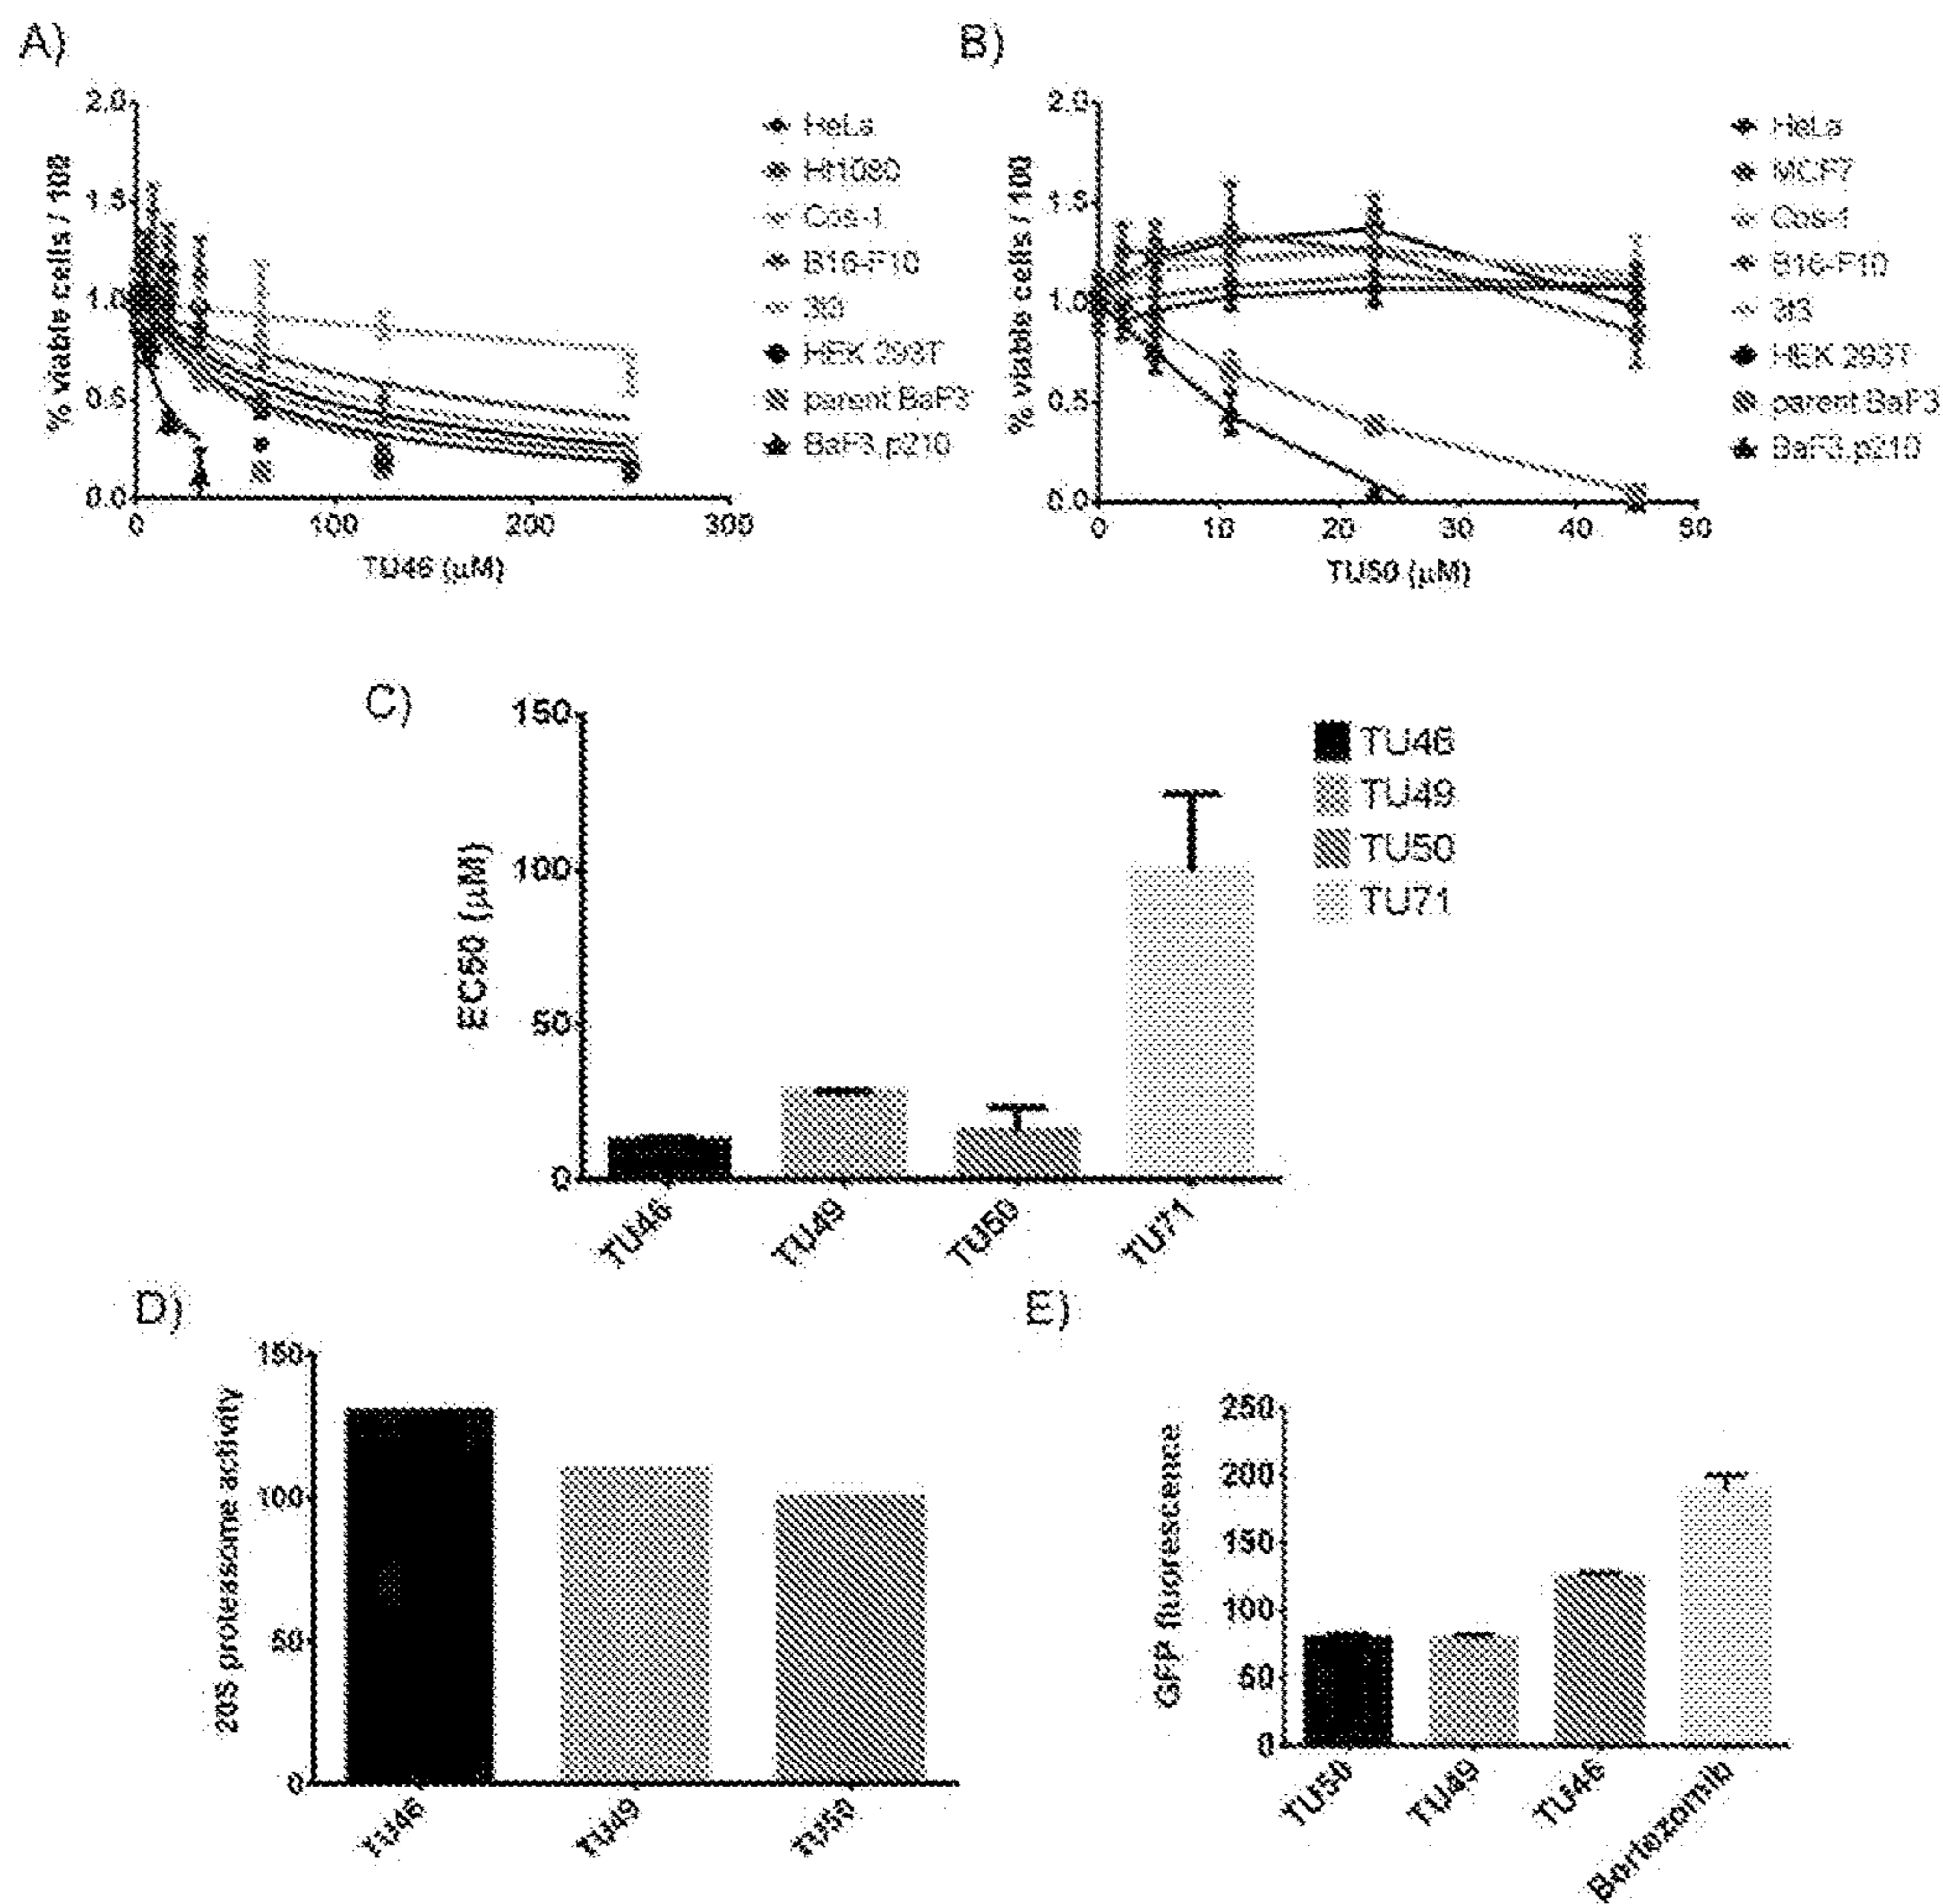 A)
2.0
1.5
1.0
0.5
0.0
% viable cells / 100
0 100 200 300
TU46 (µM)
HeLa
Ht1080
Cos-1
B16-F10
3t3
HEK 293T
parent BaF3
BaF3.p210
B)
2.0
1.5
1.0
0.5
0.0
% viable cells / 100
0 10 20 30 40 50
TU50 (µM)
HeLa
MCF7
Cos-1
B16-F10
3t3
HEK 293T
parent BaF3
BaF3.p210
C)
150
100
50
0
EC50 (µM)
TU46 TU49 TU50 TU71
TU46
TU49
TU50
TU71
D)
150
100
50
0
20S proteasome activity
TU46 TU49 TU50
E)
250
200
150
100
50
0
GFP fluorescence
TU50 TU49 TU46 Bortezomib